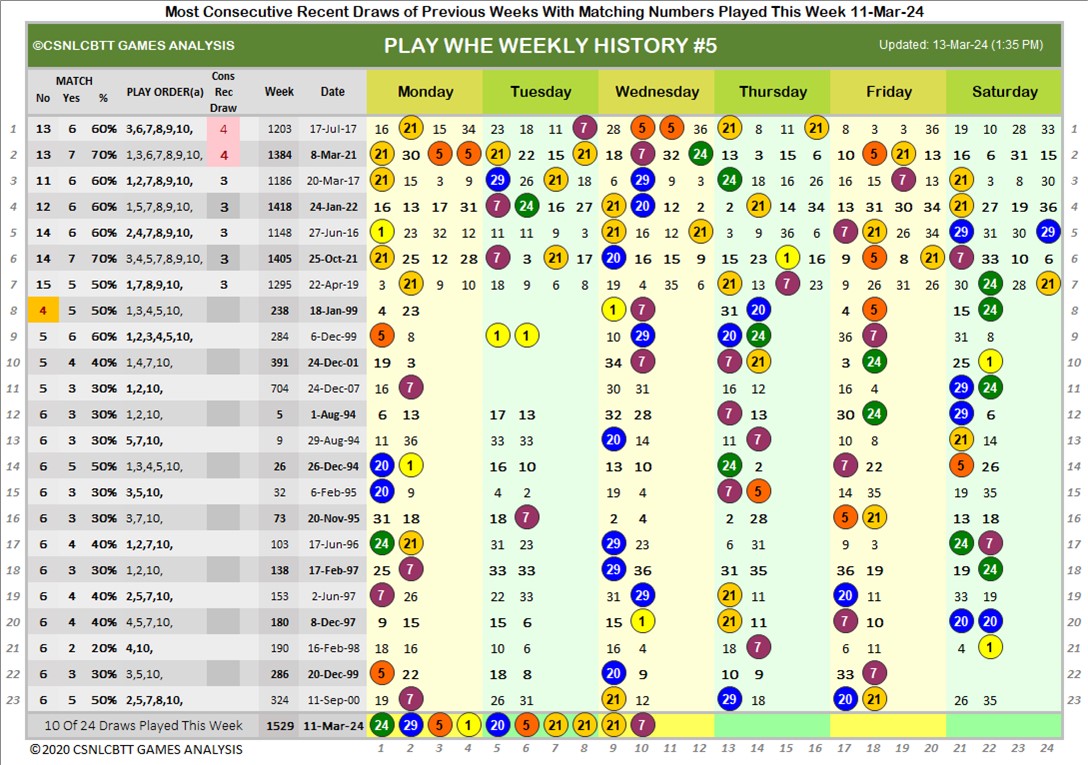 Most Consecutive Recent Draws of Previous Weeks With Matching Numbers Played This Week 11-Mar-24
©CSNLCBTT GAMES ANALYSIS PLAY WHE WEEKLY HISTORY #5 Updated: 13-Mar-24 (1:35 PM)
No MATCH Yes % PLAY ORDER(a) Cons Rec Draw Week Date Monday Tuesday Wednesday Thursday Friday Saturday
1 13 6 60% 3,6,7,8,9,10, 4 1203 17-Jul-17 16 21 15 34 23 18 11 7 28 5 5 36 21 8 11 21 8 3 3 36 19 10 28 33 1
2 13 7 70% 1,3,6,7,8,9,10, 4 1384 8-Mar-21 21 30 5 5 21 22 15 21 18 7 32 24 13 3 15 6 10 5 21 13 16 6 31 15 2
3 11 6 60% 1,2,7,8,9,10, 3 1186 20-Mar-17 21 15 3 9 29 26 21 18 6 29 9 3 24 18 16 26 16 15 7 13 21 3 8 30 3
4 12 6 60% 1,5,7,8,9,10, 3 1418 24-Jan-22 16 13 17 31 7 24 16 27 21 20 12 2 2 21 14 34 13 31 30 34 21 27 19 36 4
5 14 6 60% 2,4,7,8,9,10, 3 1148 27-Jun-16 1 23 32 12 11 11 9 3 21 16 12 21 3 9 36 6 7 21 26 34 29 31 30 29 5
6 14 7 70% 3,4,5,7,8,9,10, 3 1405 25-Oct-21 21 25 12 28 7 3 21 17 20 16 15 9 15 23 1 16 9 5 8 21 7 33 10 6 6
7 15 5 50% 1,7,8,9,10, 3 1295 22-Apr-19 3 21 9 10 18 9 6 8 19 4 35 6 21 13 7 23 9 26 31 26 30 24 28 21 7
8 4 5 50% 1,3,4,5,10, 238 18-Jan-99 4 23 1 7 31 20 4 5 15 24 8
9 5 6 60% 1,2,3,4,5,10, 284 6-Dec-99 5 8 1 1 10 29 20 24 36 7 31 8 9
10 5 4 40% 1,4,7,10, 391 24-Dec-01 19 3 34 7 7 21 3 24 25 1 10
11 5 3 30% 1,2,10, 704 24-Dec-07 16 7 30 31 16 12 16 4 29 24 11
12 6 3 30% 1,2,10, 5 1-Aug-94 6 13 17 13 32 28 7 13 30 24 29 6 12
13 6 3 30% 5,7,10, 9 29-Aug-94 11 36 33 33 20 14 11 7 10 8 21 14 13
14 6 5 50% 1,3,4,5,10, 26 26-Dec-94 20 1 16 10 13 10 24 2 7 22 5 26 14
15 6 3 30% 3,5,10, 32 6-Feb-95 20 9 4 2 19 4 7 5 14 35 19 35 15
16 6 3 30% 3,7,10, 73 20-Nov-95 31 18 18 7 2 4 2 28 5 21 13 18 16
17 6 4 40% 1,2,7,10, 103 17-Jun-96 24 21 31 23 29 23 6 31 9 3 24 7 17
18 6 3 30% 1,2,10, 138 17-Feb-97 25 7 33 33 29 36 31 35 36 19 19 24 18
19 6 4 40% 2,5,7,10, 153 2-Jun-97 7 26 22 33 31 29 21 11 20 11 33 19 19
20 6 4 40% 4,5,7,10, 180 8-Dec-97 9 15 15 6 15 1 21 11 7 10 20 20 20
21 6 2 20% 4,10, 190 16-Feb-98 18 16 10 6 16 4 18 7 6 11 4 1 21
22 6 3 30% 3,5,10, 286 20-Dec-99 5 22 18 8 20 9 10 9 33 7 22
23 6 5 50% 2,5,7,8,10, 324 11-Sep-00 19 7 26 31 21 12 29 18 20 21 26 35 23
10 Of 24 Draws Played This Week 1529 11-Mar-24 24 29 5 1 20 5 21 21 21 7
©2020 CSNLCBTT GAMES ANALYSIS 1 2 3 4 5 6 7 8 9 10 11 12 13 14 15 16 17 18 19 20 21 22 23 24